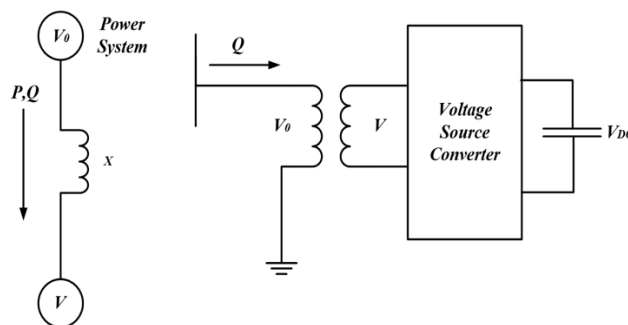 V0
Power
System
P,Q
X
V
Q
V0
V
Voltage
Source
Converter
VDC